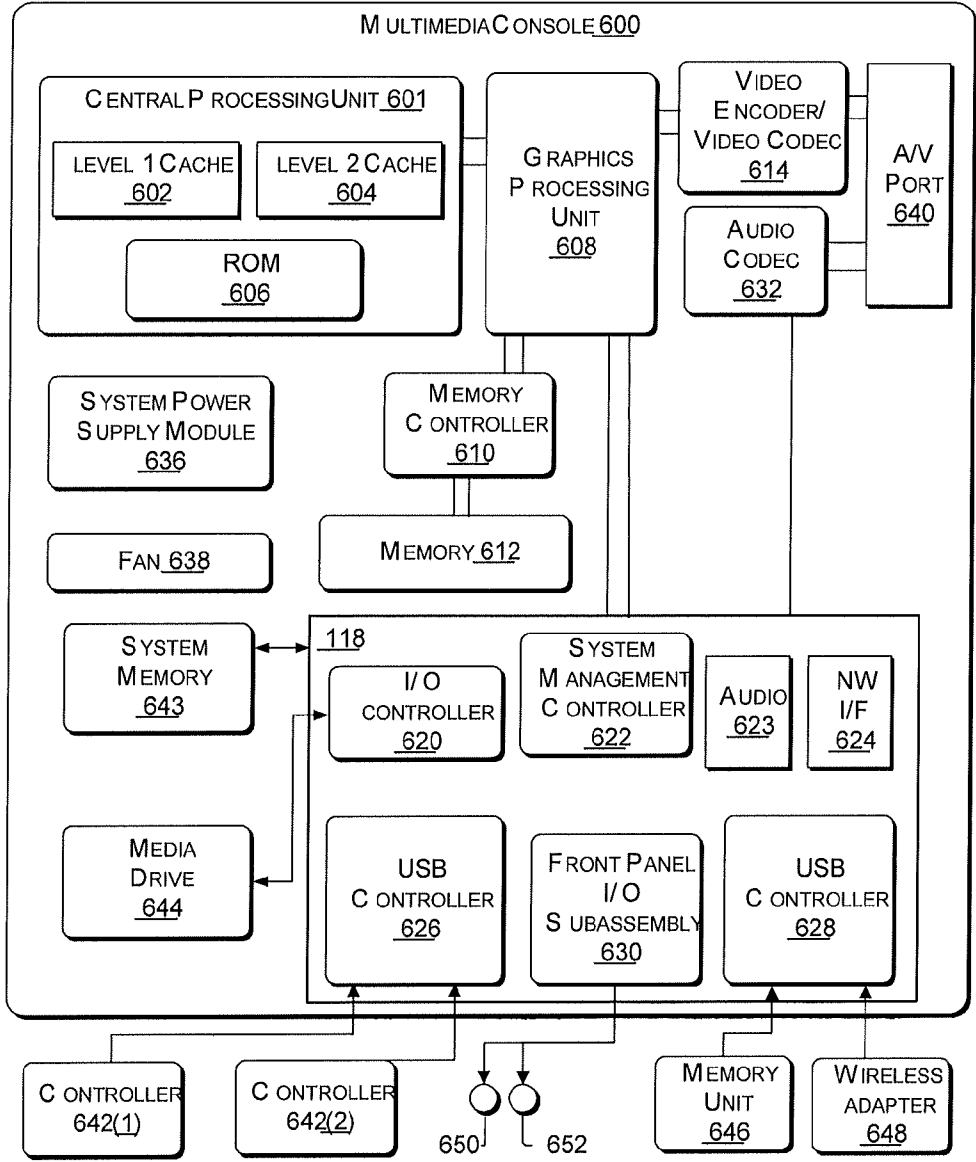 MULTIMEDIA CONSOLE 600
CENTRAL PROCESSING UNIT 601
LEVEL 1 CACHE
602
LEVEL 2 CACHE
604
ROM
606
GRAPHICS
PROCESSING
UNIT
608
VIDEO
ENCODER/
VIDEO CODEC
614
A/V
PORT
640
AUDIO
CODEC
632
SYSTEM POWER
SUPPLY MODULE
636
MEMORY
CONTROLLER
610
FAN 638
MEMORY 612
SYSTEM
MEMORY
643
118
I/O
CONTROLLER
620
SYSTEM
MANAGEMENT
CONTROLLER
622
AUDIO
623
NW
I/F
624
MEDIA
DRIVE
644
USB
CONTROLLER
626
FRONT PANEL
I/O
SUBASSEMBLY
630
USB
CONTROLLER
628
CONTROLLER
642(1)
CONTROLLER
642(2)
650
652
MEMORY
UNIT
646
WIRELESS
ADAPTER
648